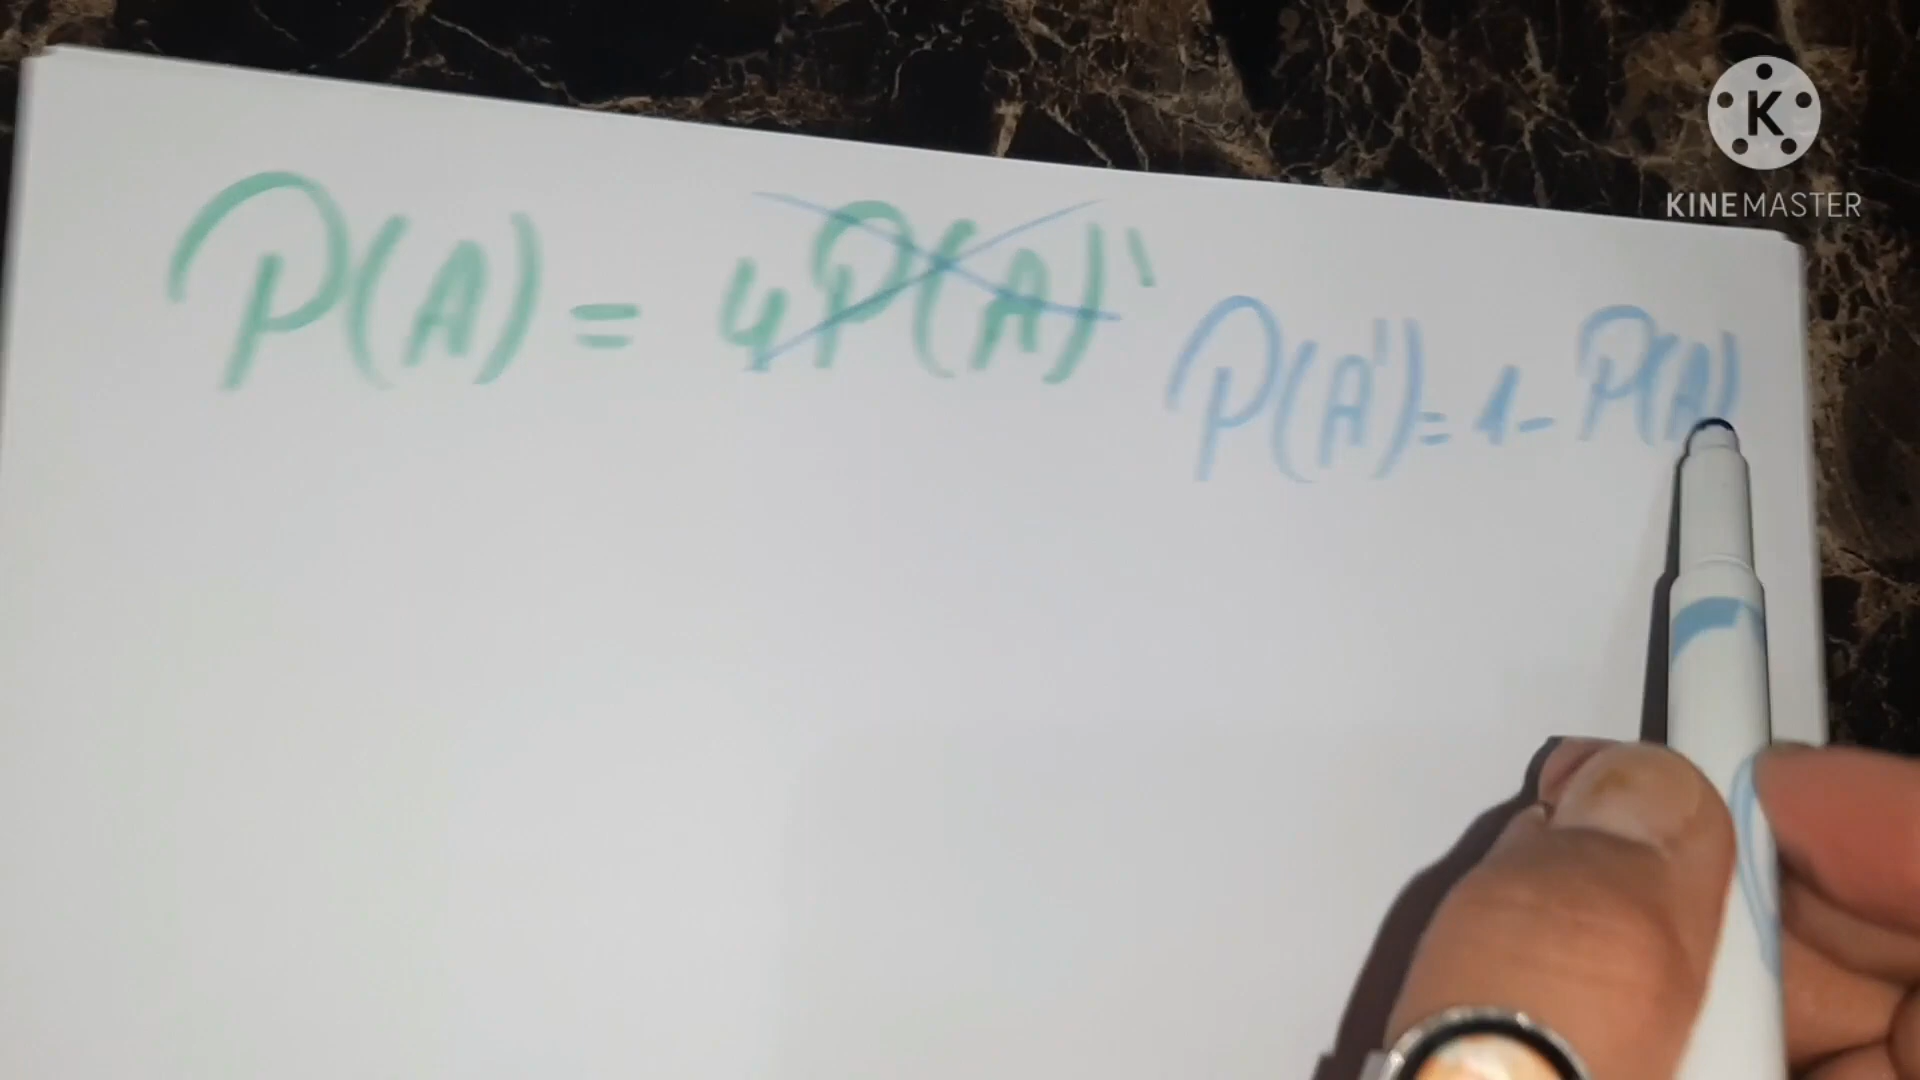 P(A) = 4P(A)'
P(A') = 1 - P(A)
K
KINEMASTER